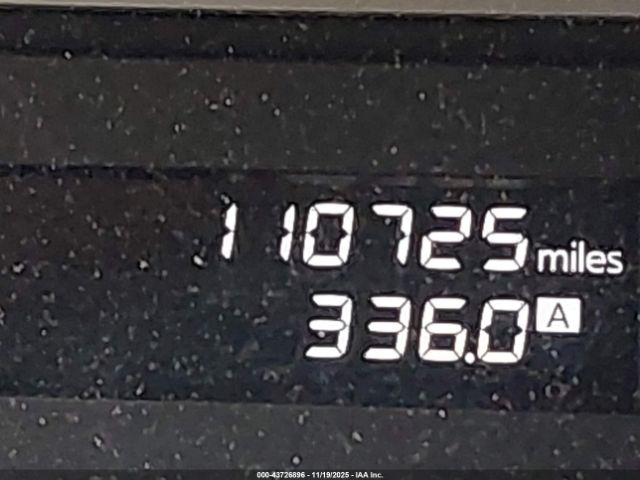 110725 miles
336.0 A
000-43726896 - 11/19/2025 - IAA Inc.